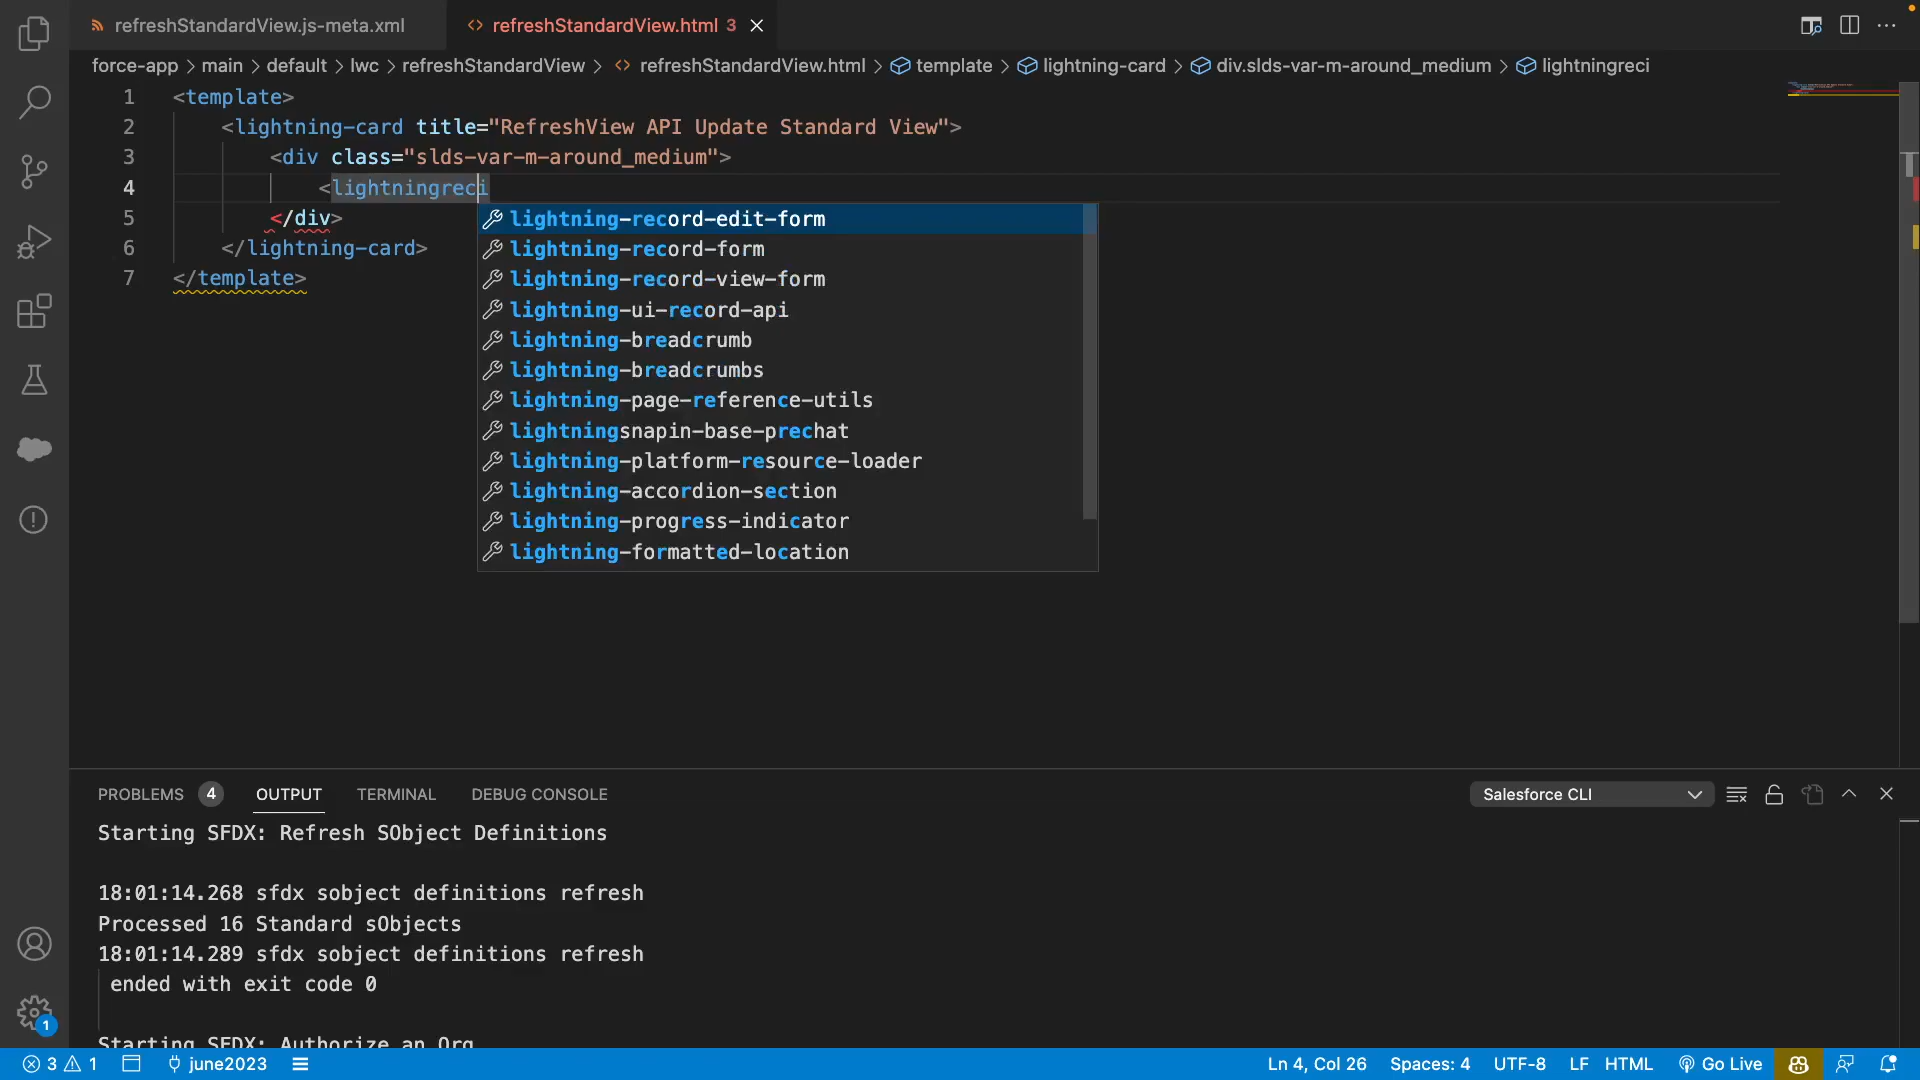 refreshStandardView.js-meta.xml
refreshStandardView.html 3
force-app > main > default > lwc > refreshStandardView > refreshStandardView.html > template > lightning-card > div.slds-var-m-around_medium > lightningreci
1 <template>
2 <lightning-card title="RefreshView API Update Standard View">
3 <div class="slds-var-m-around_medium">
4 <lightningreci
5 </div>
6 </lightning-card>
7 </template>
lightning-record-edit-form
lightning-record-form
lightning-record-view-form
lightning-ui-record-api
lightning-breadcrumb
lightning-breadcrumbs
lightning-page-reference-utils
lightningsnapin-base-prechat
lightning-platform-resource-loader
lightning-accordion-section
lightning-progress-indicator
lightning-formatted-location
PROBLEMS 4 OUTPUT TERMINAL DEBUG CONSOLE Salesforce CLI
Starting SFDX: Refresh SObject Definitions
18:01:14.268 sfdx sobject definitions refresh
Processed 16 Standard sObjects
18:01:14.289 sfdx sobject definitions refresh
ended with exit code 0
Starting SFDX: Authorize an Org
1
3 1 june2023 Ln 4, Col 26 Spaces: 4 UTF-8 LF HTML Go Live